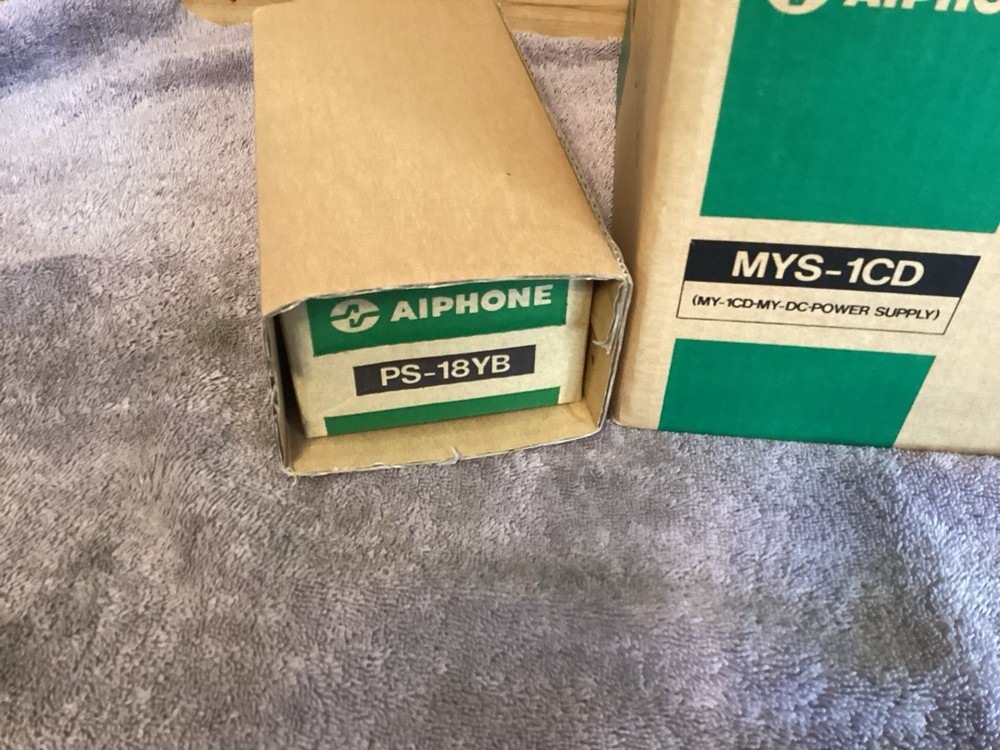 AIPHONE
PS-18YB
AIPHONE
MYS-1CD
(MY-1CD·MY-DC·POWER SUPPLY)